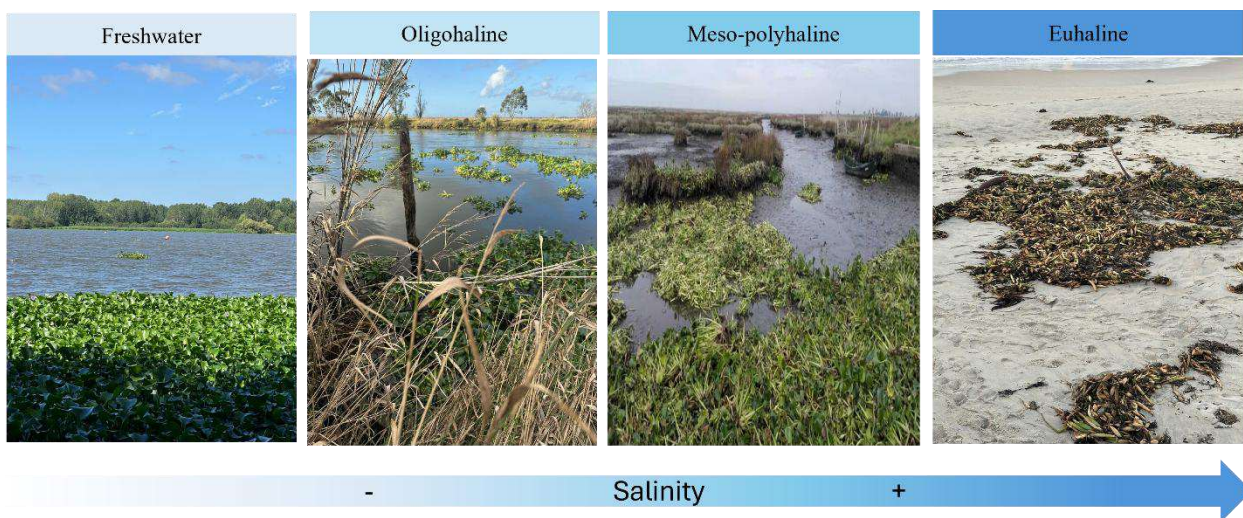 Freshwater
Oligohaline
Meso-polyhaline
Euhaline
- Salinity +